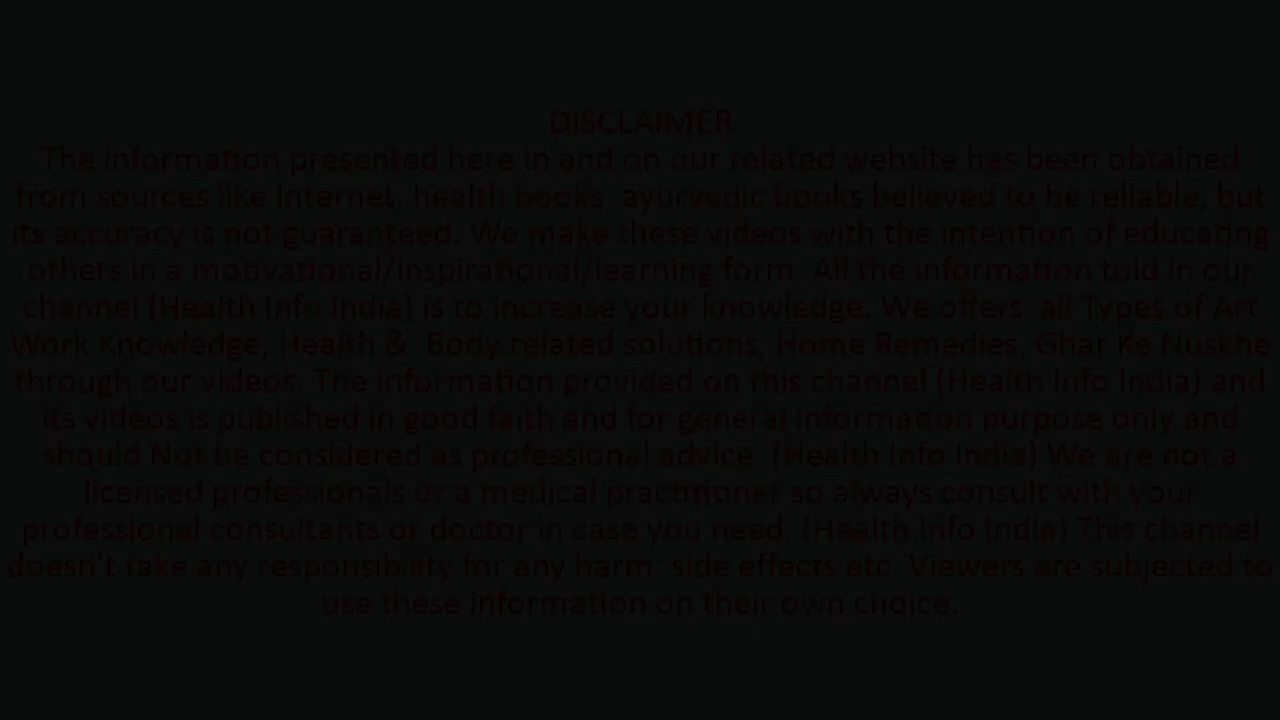 DISCLAIMER
The information presented here in and on our related website has been obtained
from sources like Internet, health books, ayurvedic books believed to be reliable, but
its accuracy is not guaranteed. We make these videos with the intention of educating
others in a motivational/inspirational/learning form. All the information told in our
channel (Health Info India) is to increase your knowledge. We offers all Types of Art
Work Knowledge, Health & Body related solutions, Home Remedies, Ghar Ke Nuskhe
through our videos. The information provided on this channel (Health Info India) and
its videos is published in good faith and for general information purpose only and
should Not be considered as professional advice. (Health Info India) We are not a
licensed professionals or a medical practitioner so always consult with your
professional consultants or doctor in case you need. (Health Info India) This channel
doesn't take any responsibility for any harm, side effects etc. Viewers are subjected to
use these information on their own choice.